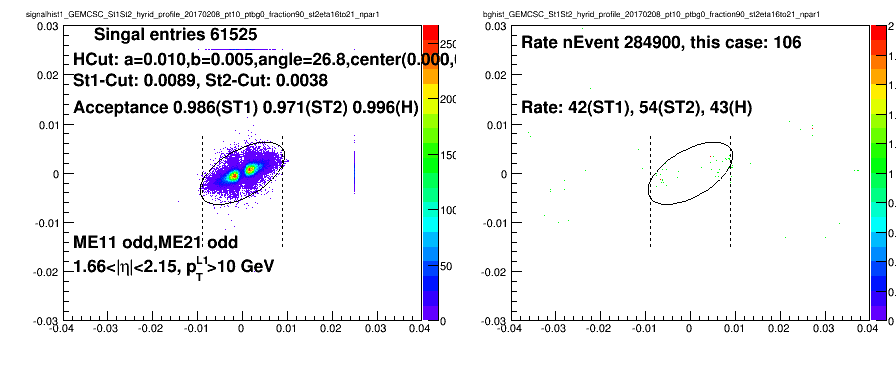 signalhist1_GEMCSC_St1St2_hyrid_profile_20170208_pt10_ptbg0_fraction90_st2eta16to21_npar1
Singal entries 61525
HCut: a=0.010,b=0.005,angle=26.8,center(0.000,
St1-Cut: 0.0089, St2-Cut: 0.0038
Acceptance 0.986(ST1) 0.971(ST2) 0.996(H)
ME11 odd,ME21 odd
1.66<|η|<2.15, p_T^L1>10 GeV
0.03
0.02
0.01
0
-0.01
-0.02
-0.03
-0.04 -0.03 -0.02 -0.01 0 0.01 0.02 0.03 0.04
250
200
150
100
50
0
bghist1_GEMCSC_St1St2_hyrid_profile_20170208_pt10_ptbg0_fraction90_st2eta16to21_npar1
Rate nEvent 284900, this case: 106
Rate: 42(ST1), 54(ST2), 43(H)
0.03
0.02
0.01
0
-0.01
-0.02
-0.03
-0.04 -0.03 -0.02 -0.01 0 0.01 0.02 0.03 0.04